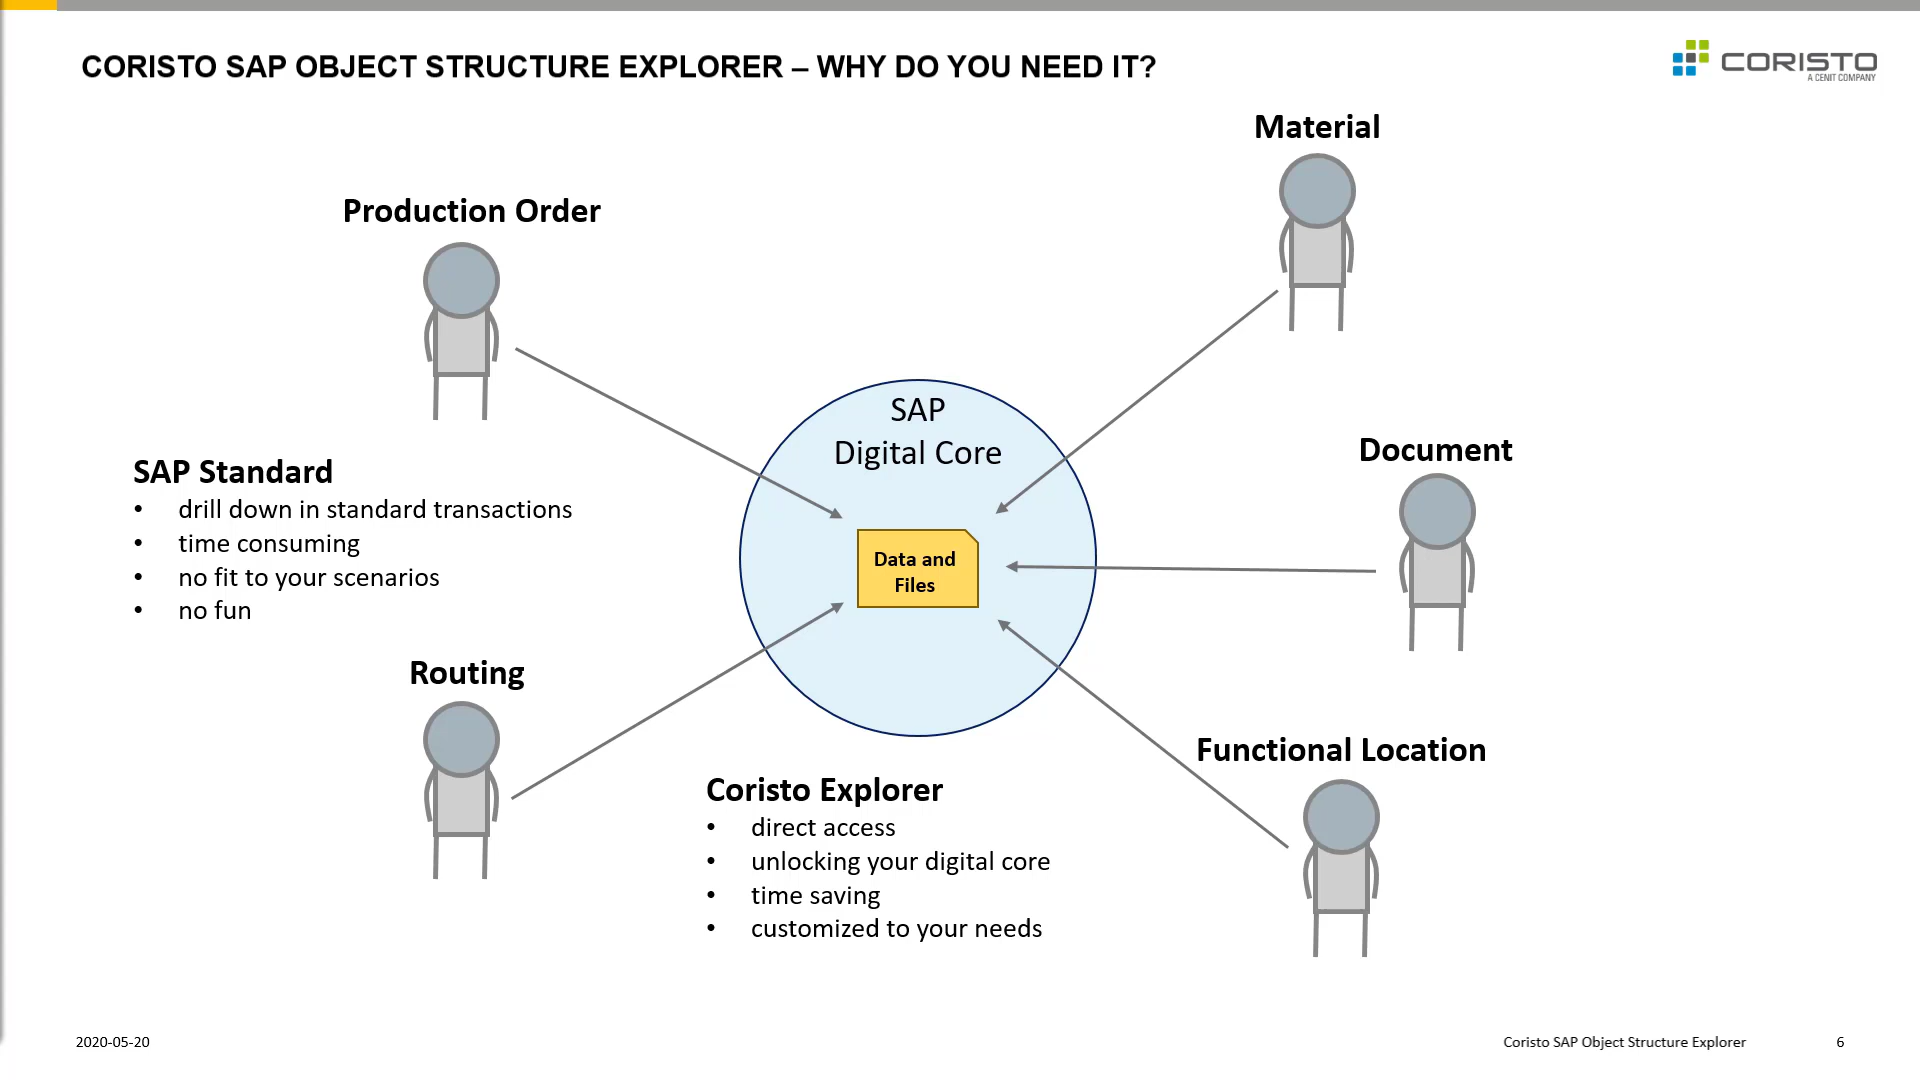 CORISTO SAP OBJECT STRUCTURE EXPLORER – WHY DO YOU NEED IT?
CORISTO
A CENIT COMPANY
Material
Production Order
SAP
Digital Core
Document
SAP Standard
• drill down in standard transactions
• time consuming
• no fit to your scenarios
• no fun
Data and
Files
Routing
Functional Location
Coristo Explorer
• direct access
• unlocking your digital core
• time saving
• customized to your needs
2020-05-20
Coristo SAP Object Structure Explorer
6